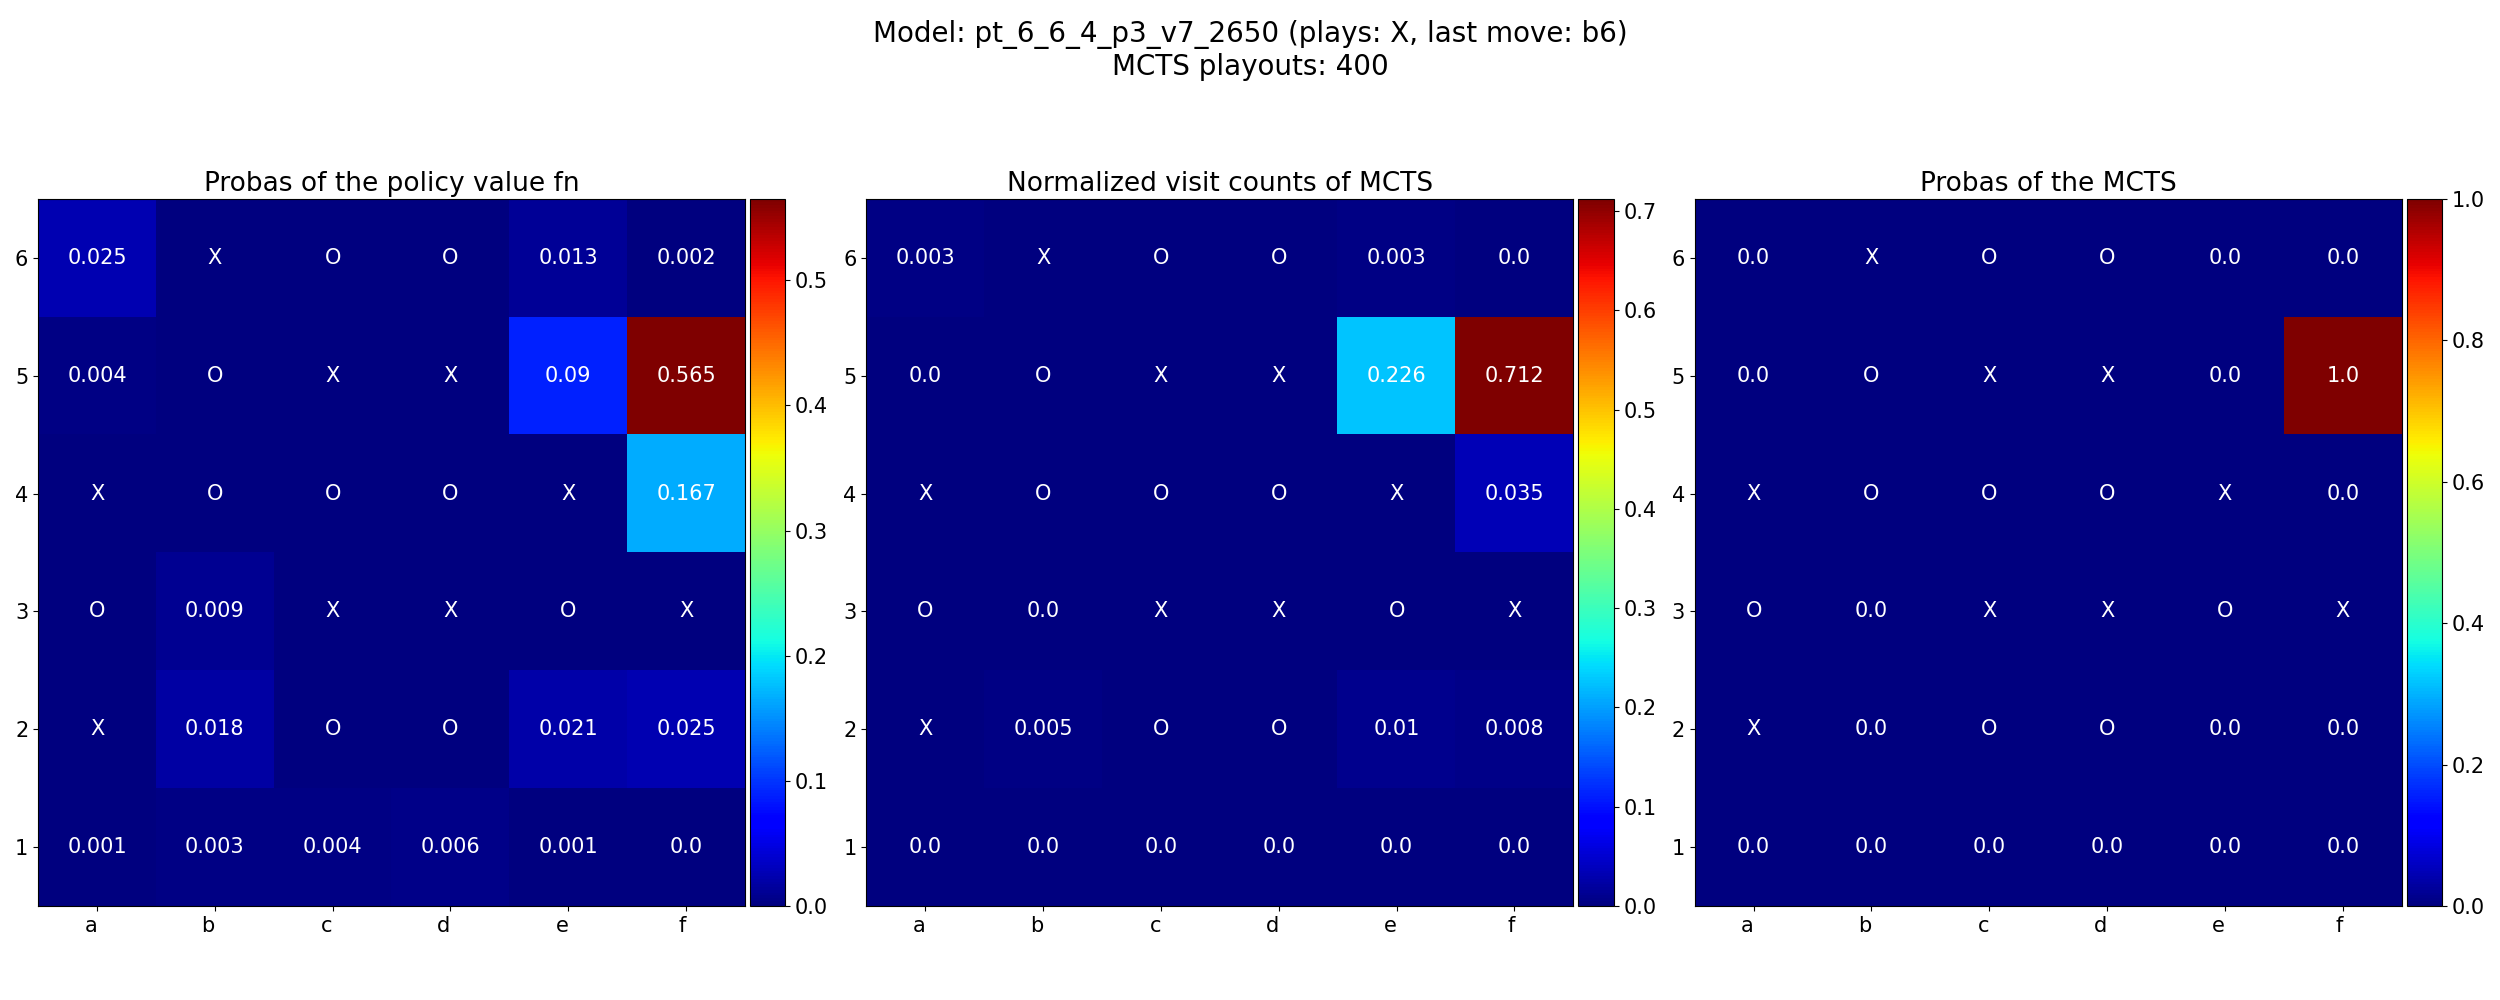 Model: pt_6_6_4_p3_v7_2650 (plays: X, last move: b6)
MCTS playouts: 400
Probas of the policy value fn
6 0.025 X O O 0.013 0.002
5 0.004 O X X 0.09 0.565
4 X O O O X 0.167
3 O 0.009 X X O X
2 X 0.018 O O 0.021 0.025
1 0.001 0.003 0.004 0.006 0.001 0.0
a b c d e f
0.5
0.4
0.3
0.2
0.1
0.0
Normalized visit counts of MCTS
6 0.003 X O O 0.003 0.0
5 0.0 O X X 0.226 0.712
4 X O O O X 0.035
3 O 0.0 X X O X
2 X 0.005 O O 0.01 0.008
1 0.0 0.0 0.0 0.0 0.0 0.0
a b c d e f
0.7
0.6
0.5
0.4
0.3
0.2
0.1
0.0
Probas of the MCTS
6 0.0 X O O 0.0 0.0
5 0.0 O X X 0.0 1.0
4 X O O O X 0.0
3 O 0.0 X X O X
2 X 0.0 O O 0.0 0.0
1 0.0 0.0 0.0 0.0 0.0 0.0
a b c d e f
1.0
0.8
0.6
0.4
0.2
0.0